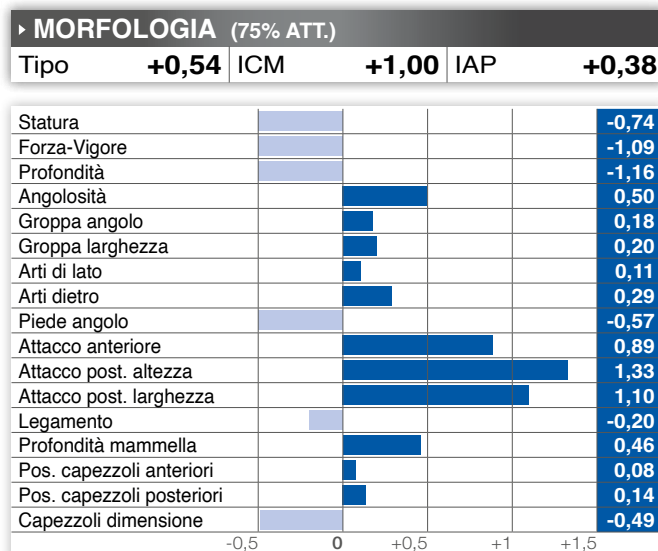 MORFOLOGIA (75% ATT.)
Tipo +0,54 ICM +1,00 IAP +0,38
Statura -0,74
Forza-Vigore -1,09
Profondità -1,16
Angolosità 0,50
Groppa angolo 0,18
Groppa larghezza 0,20
Arti di lato 0,11
Arti dietro 0,29
Piede angolo -0,57
Attacco anteriore 0,89
Attacco post. altezza 1,33
Attacco post. larghezza 1,10
Legamento -0,20
Profondità mammella 0,46
Pos. capezzoli anteriori 0,08
Pos. capezzoli posteriori 0,14
Capezzoli dimensione -0,49
-0,5 0 +0,5 +1 +1,5